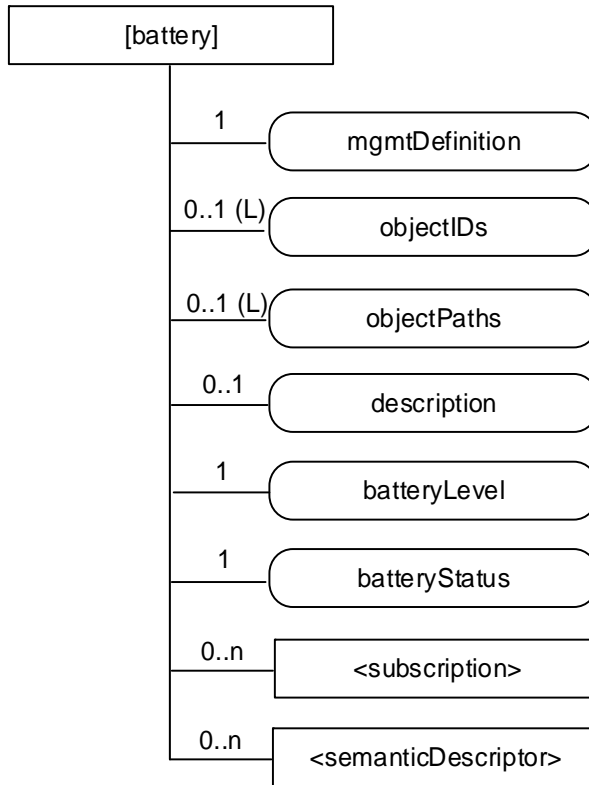 [battery]
1
mgmtDefinition
0..1 (L)
objectIDs
0..1 (L)
objectPaths
0..1
description
1
batteryLevel
1
batteryStatus
0..n
<subscription>
0..n
<semanticDescriptor>